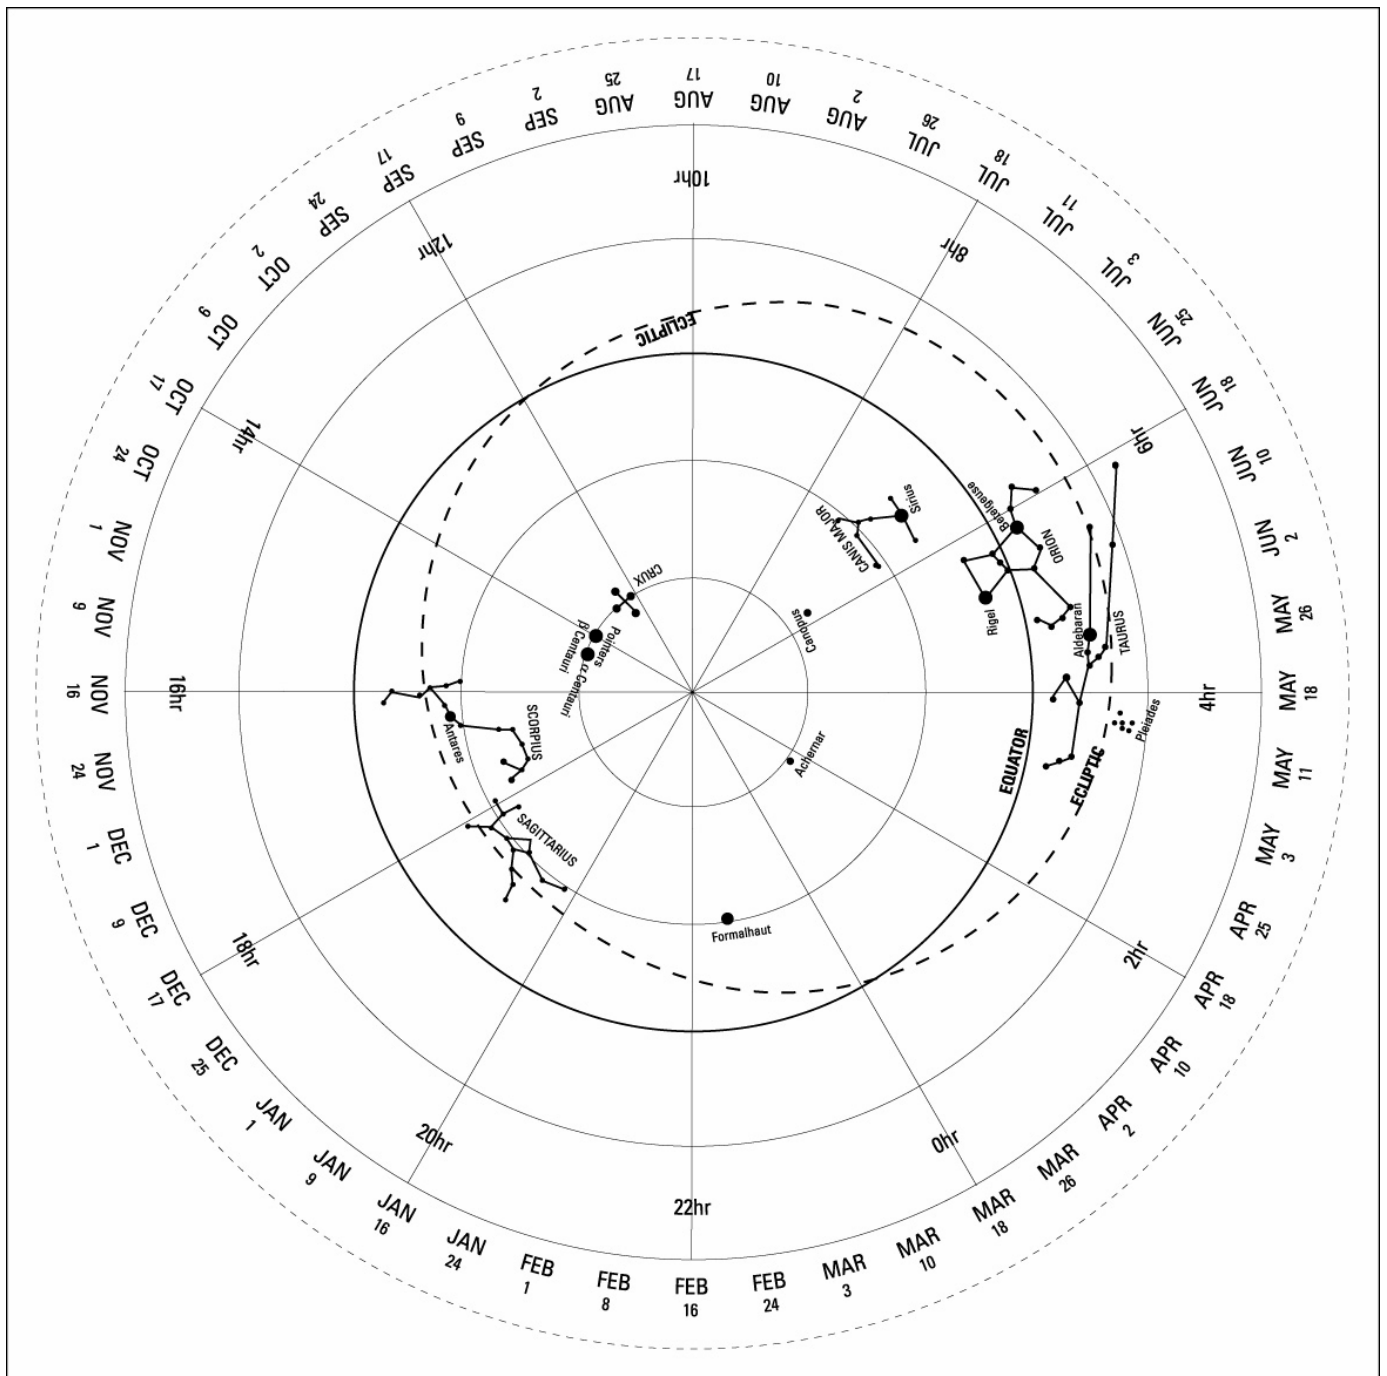 AUG
17
AUG
10
AUG
2
JUL
26
JUL
18
JUL
11
JUL
3
JUN
25
JUN
18
JUN
10
JUN
2
MAY
26
MAY
18
MAY
11
MAY
3
APR
25
APR
18
APR
10
APR
2
MAR
26
MAR
18
MAR
10
MAR
3
FEB
24
FEB
16
FEB
8
FEB
1
JAN
24
JAN
16
JAN
9
JAN
1
DEC
25
DEC
17
DEC
9
DEC
1
NOV
24
NOV
16
NOV
9
NOV
1
OCT
24
OCT
17
OCT
9
OCT
2
SEP
24
SEP
17
SEP
9
SEP
2
AUG
25
10hr
8hr
6hr
4hr
2hr
0hr
22hr
20hr
18hr
16hr
14hr
12hr
ECLIPTIC
Sirius
CANIS MAJOR
Betelgeuse
ORION
Rigel
Aldebaran
TAURUS
Pleiades
EQUATOR
ECLIPTIC
Canopus
Achernar
CRUX
Pointers
β Centauri
α Centauri
SCORPIUS
Antares
SAGITTARIUS
Formalhaut